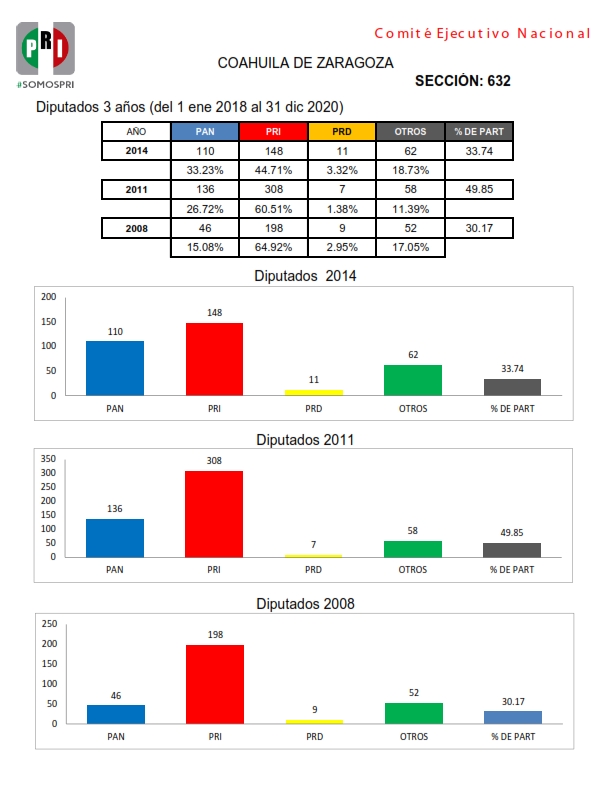 Comité Ejecutivo Nacional
PRI
#SOMOSPRI
COAHUILA DE ZARAGOZA
SECCIÓN: 632
Diputados 3 años (del 1 ene 2018 al 31 dic 2020)
AÑO PAN PRI PRD OTROS % DE PART
2014 110 148 11 62 33.74
33.23% 44.71% 3.32% 18.73%
2011 136 308 7 58 49.85
26.72% 60.51% 1.38% 11.39%
2008 46 198 9 52 30.17
15.08% 64.92% 2.95% 17.05%
Diputados 2014
200
150
100
50
0
110 148 11 62 33.74
PAN PRI PRD OTROS % DE PART
Diputados 2011
350
300
250
200
150
100
50
0
136 308 7 58 49.85
PAN PRI PRD OTROS % DE PART
Diputados 2008
250
200
150
100
50
0
46 198 9 52 30.17
PAN PRI PRD OTROS % DE PART